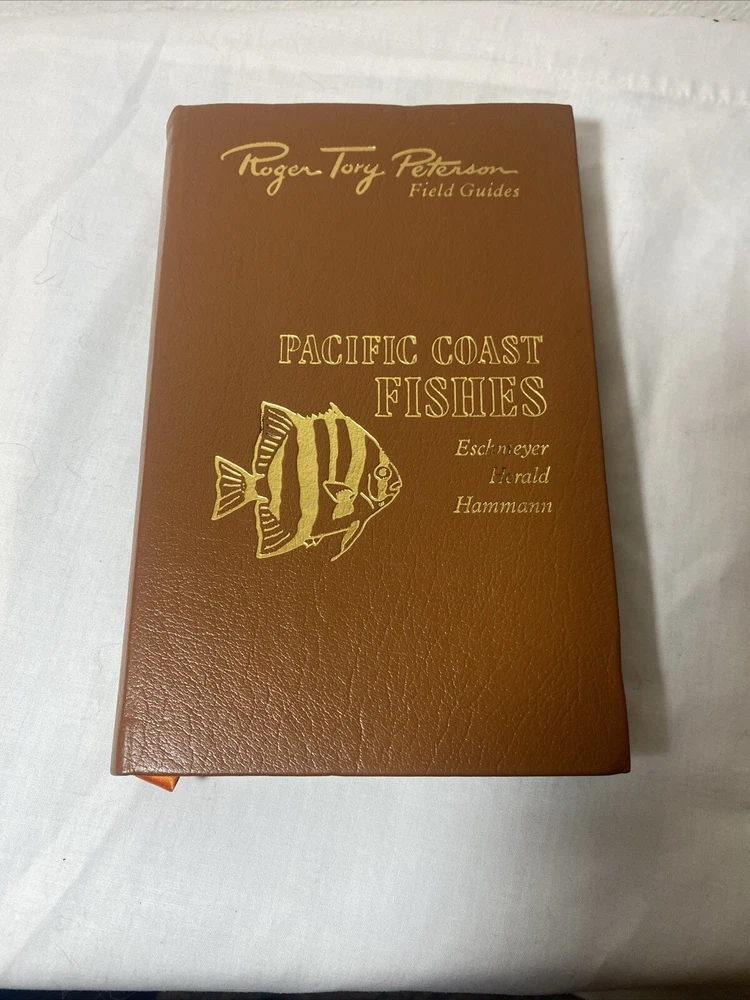 Roger Tory Peterson
Field Guides
PACIFIC COAST
FISHES
Eschmeyer
Herald
Hammann